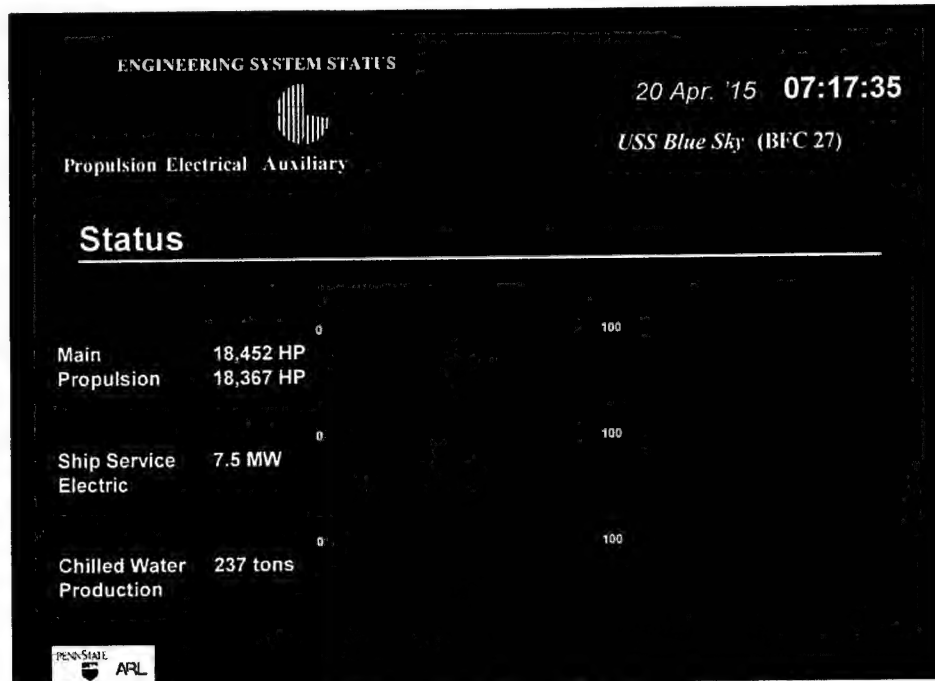 ENGINEERING SYSTEM STATUS
20 Apr. '15 07:17:35
USS Blue Sky (BFC 27)
Propulsion Electrical Auxiliary
Status
0 100
Main 18,452 HP
Propulsion 18,367 HP
0 100
Ship Service 7.5 MW
Electric
0 100
Chilled Water 237 tons
Production
PENNSTATE
ARL